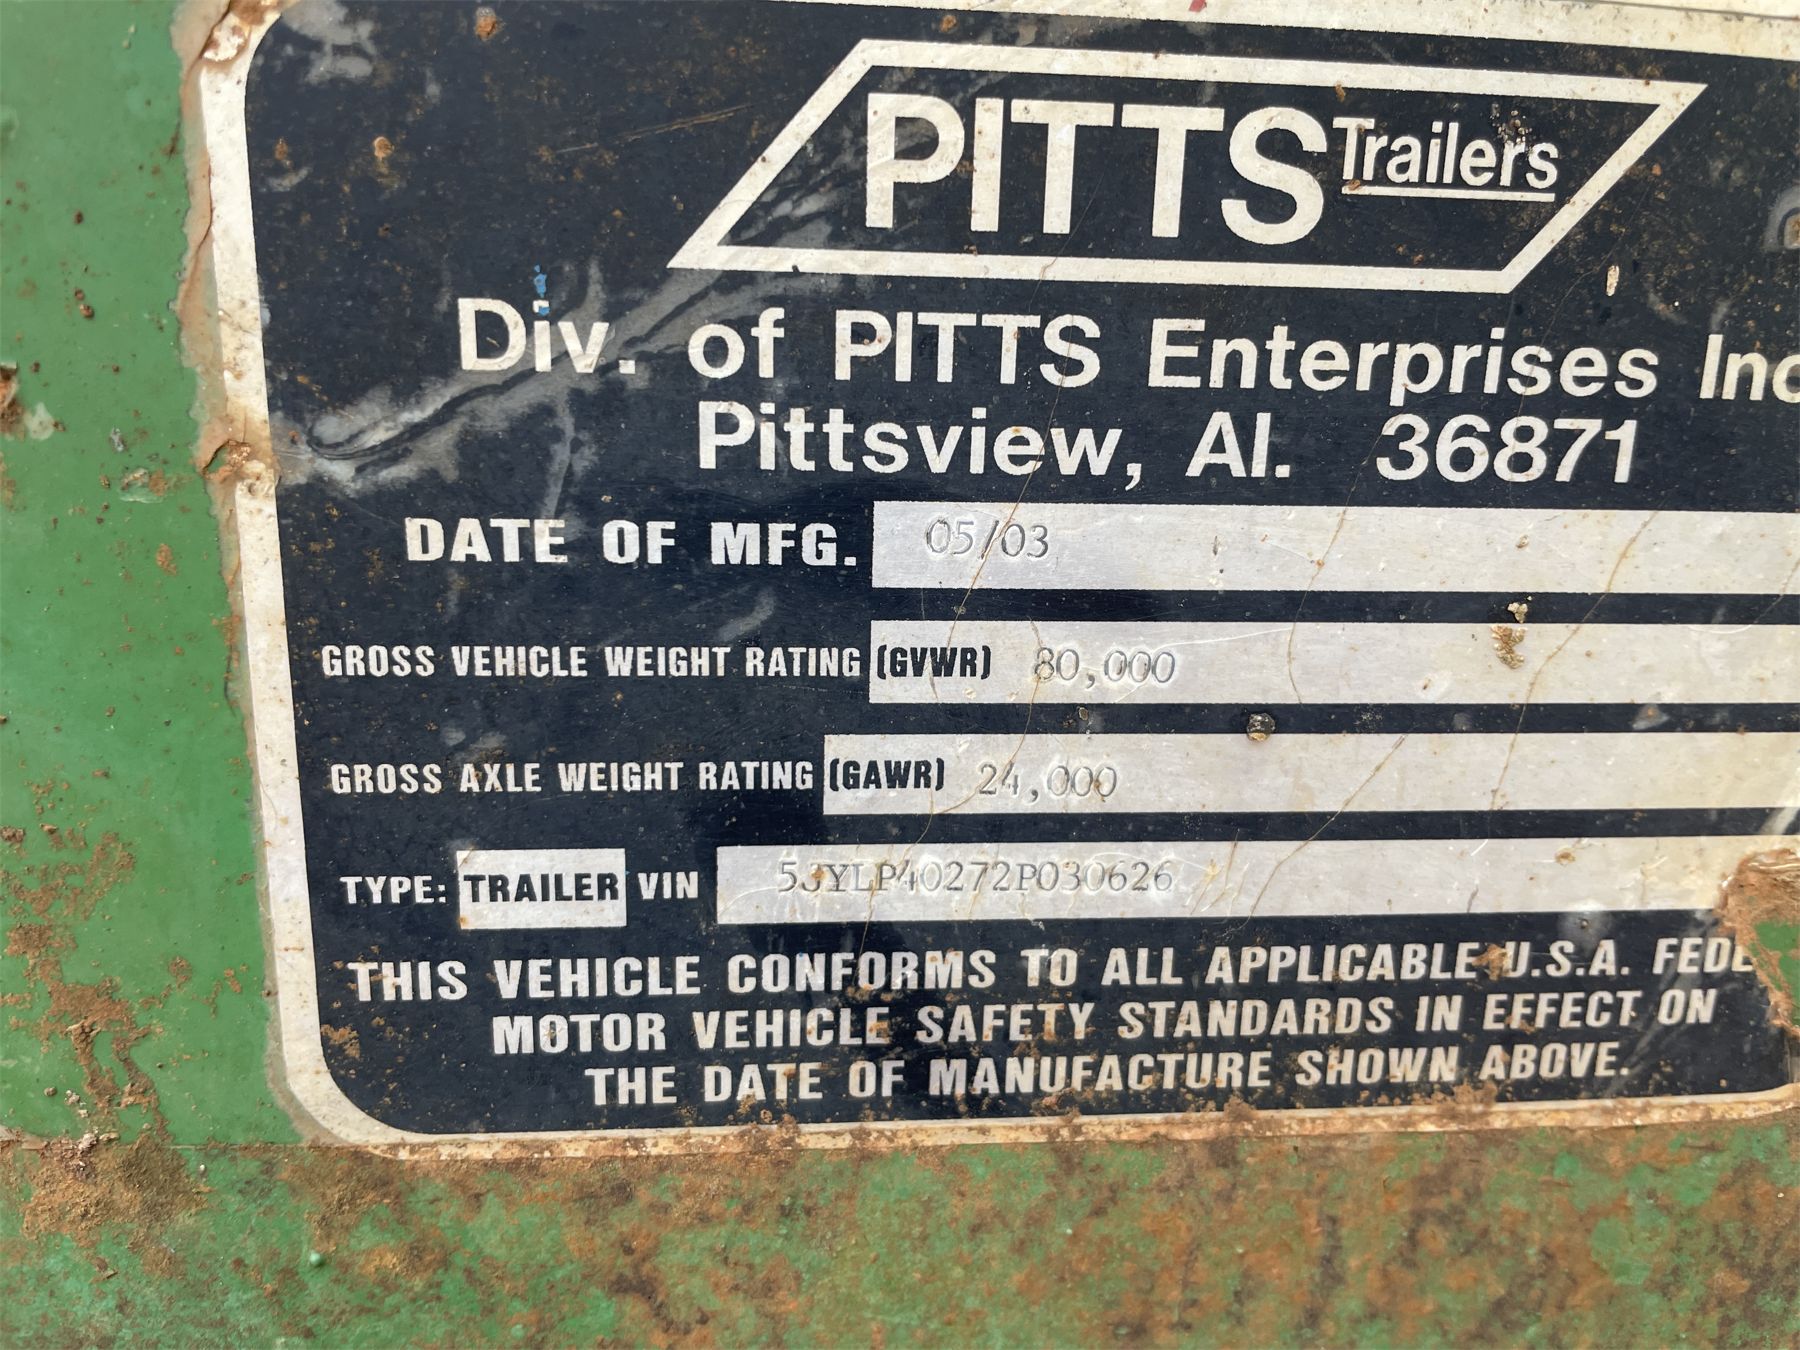 PITTS Trailers
Div. of PITTS Enterprises Inc
Pittsview, Al. 36871
DATE OF MFG. 05/03
GROSS VEHICLE WEIGHT RATING (GVWR) 80,000
GROSS AXLE WEIGHT RATING (GAWR) 24,000
TYPE: TRAILER VIN 5JYLP40272P030626
THIS VEHICLE CONFORMS TO ALL APPLICABLE U.S.A. FEDE
MOTOR VEHICLE SAFETY STANDARDS IN EFFECT ON
THE DATE OF MANUFACTURE SHOWN ABOVE.